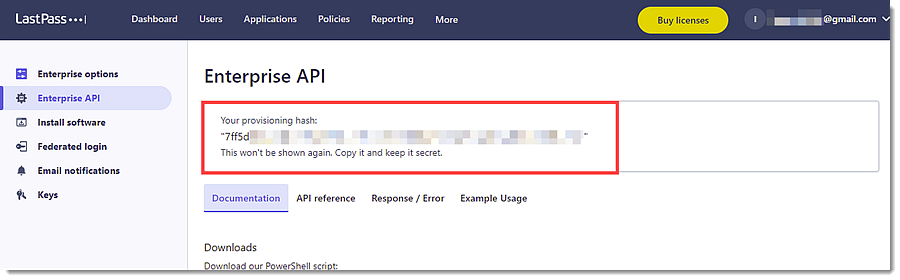 LastPass •••|
Dashboard
Users
Applications
Policies
Reporting
More
Buy licenses
I
@gmail.com
Enterprise options
Enterprise API
Install software
Federated login
Email notifications
Keys
Enterprise API
Your provisioning hash:
"7ff5d "
This won't be shown again. Copy it and keep it secret.
Documentation
API reference
Response / Error
Example Usage
Downloads
Download our PowerShell script: